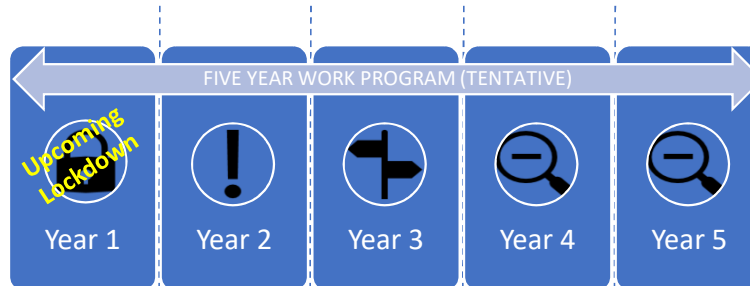 FIVE YEAR WORK PROGRAM (TENTATIVE)
Upcoming
Lockdown
Year 1
Year 2
Year 3
Year 4
Year 5